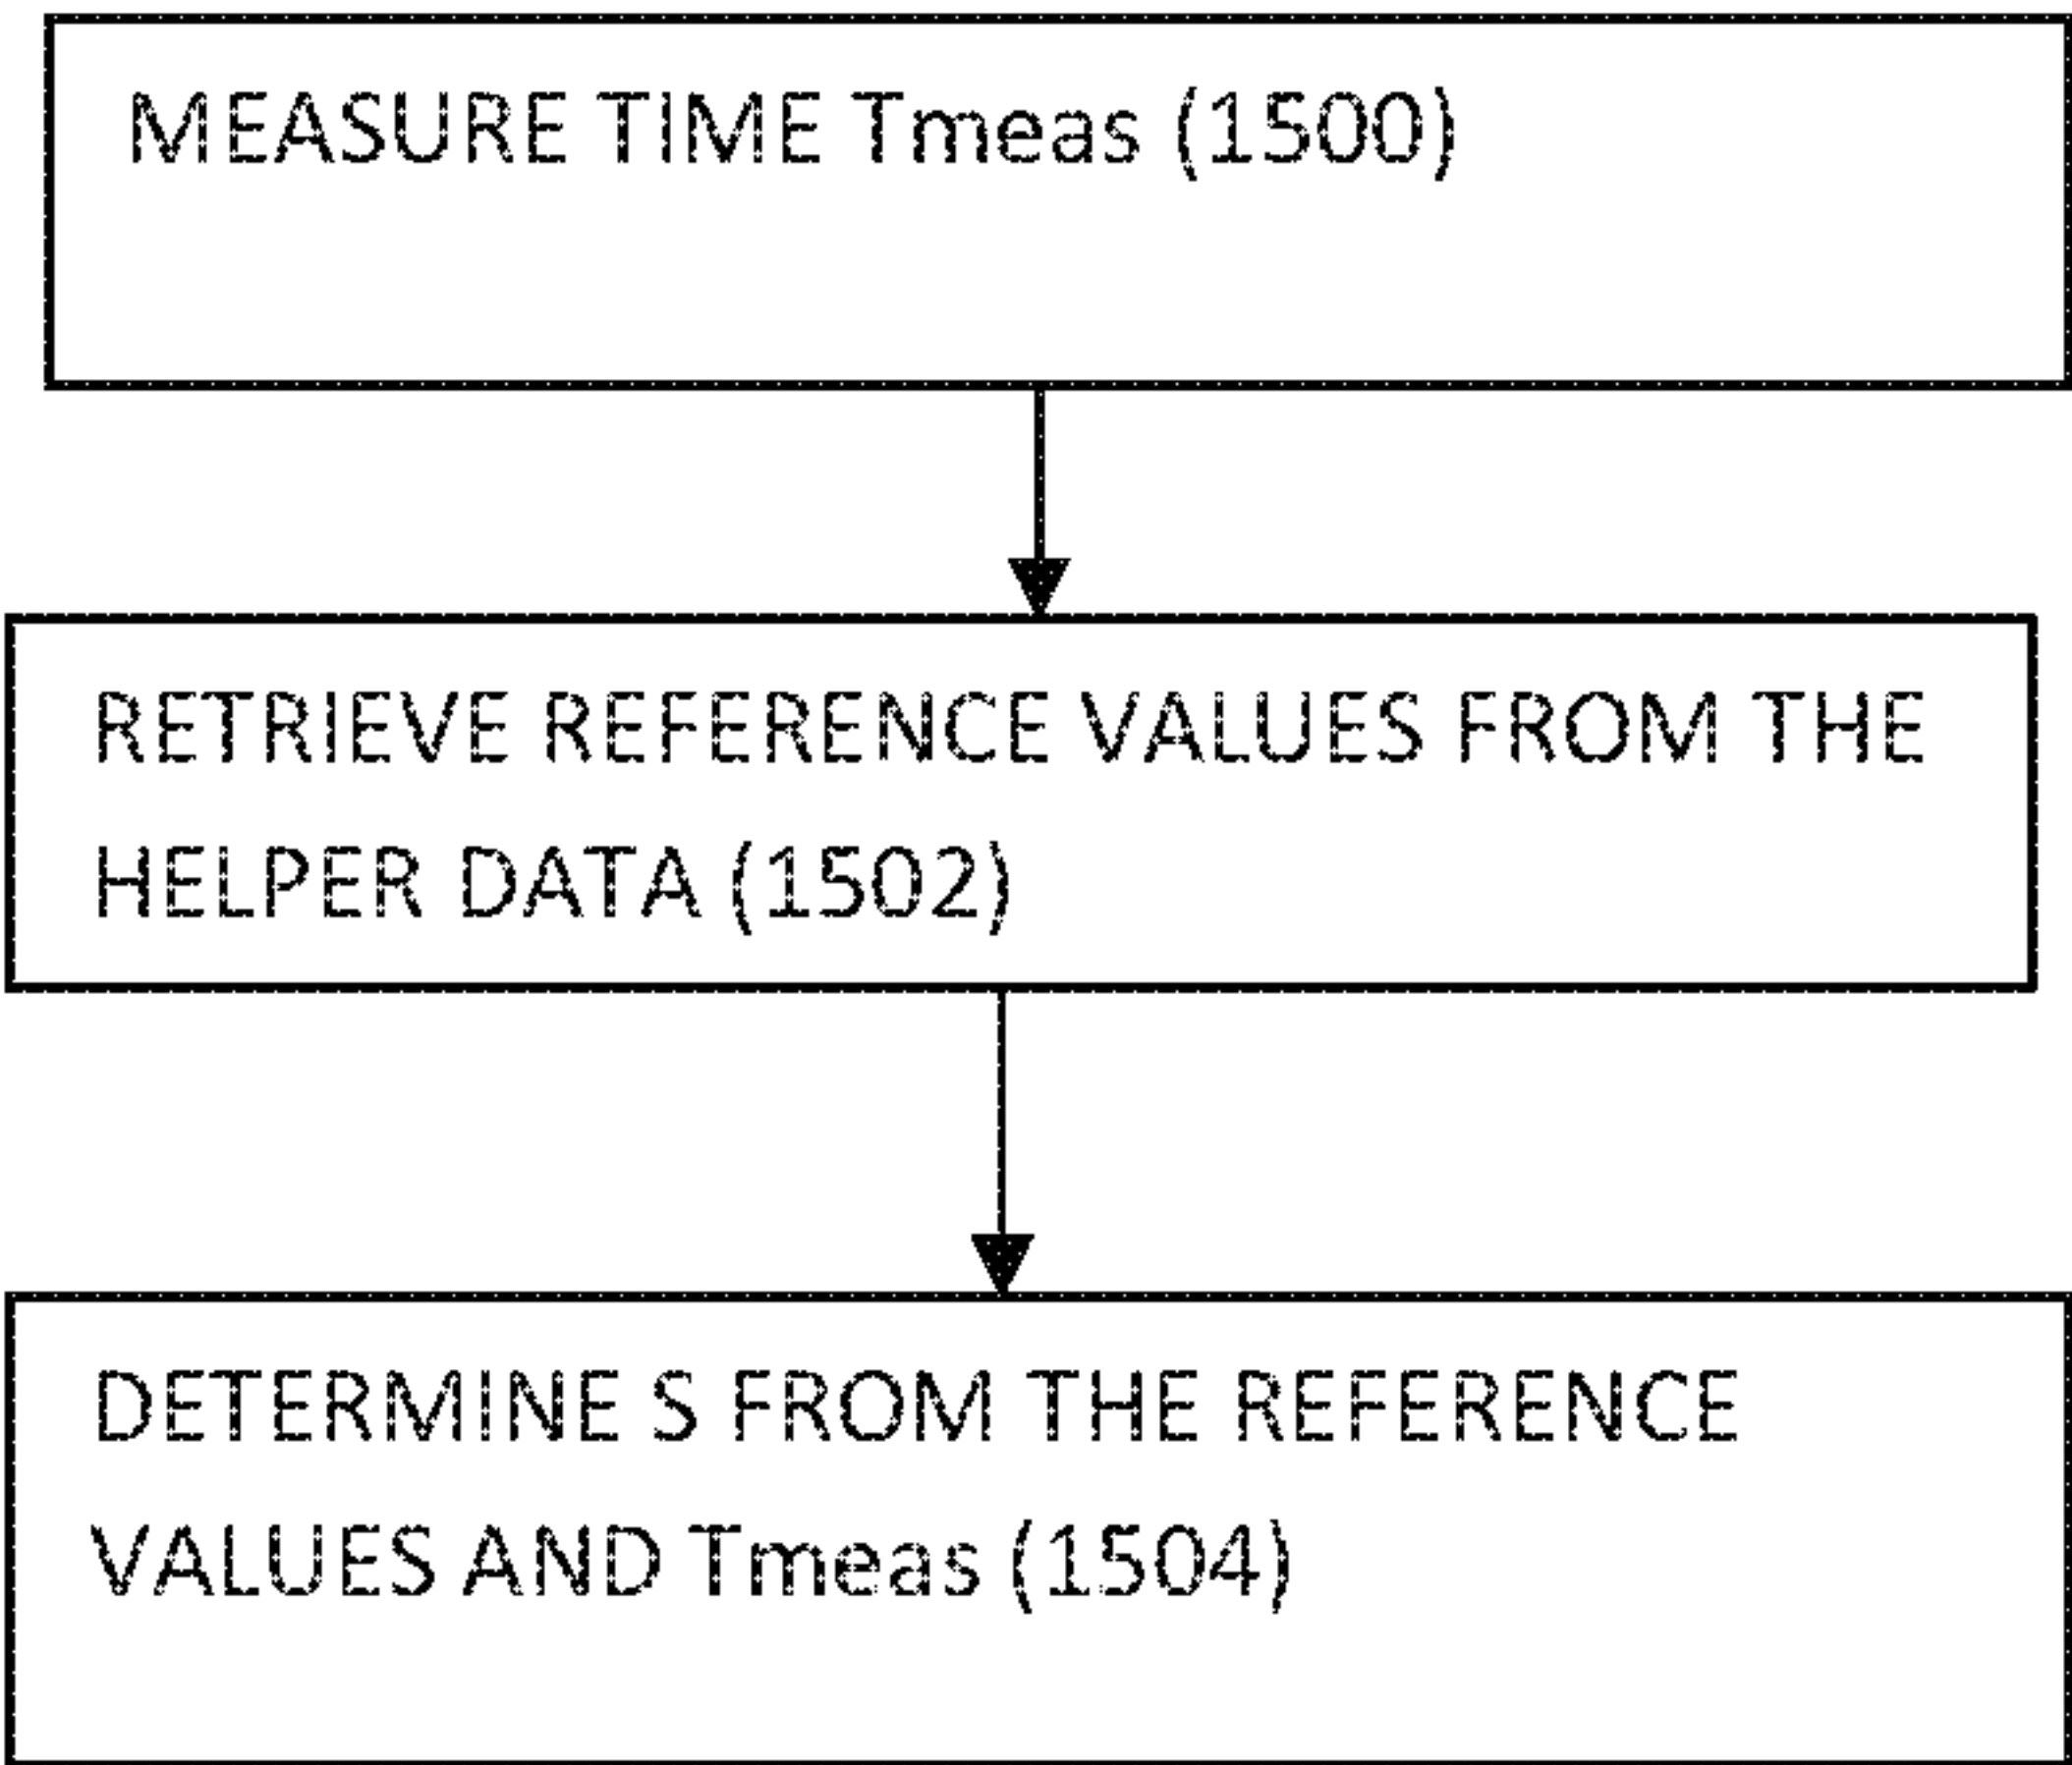 MEASURE TIME Tmeas (1500)
RETRIEVE REFERENCE VALUES FROM THE
HELPER DATA (1502)
DETERMINE S FROM THE REFERENCE
VALUES AND Tmeas (1504)